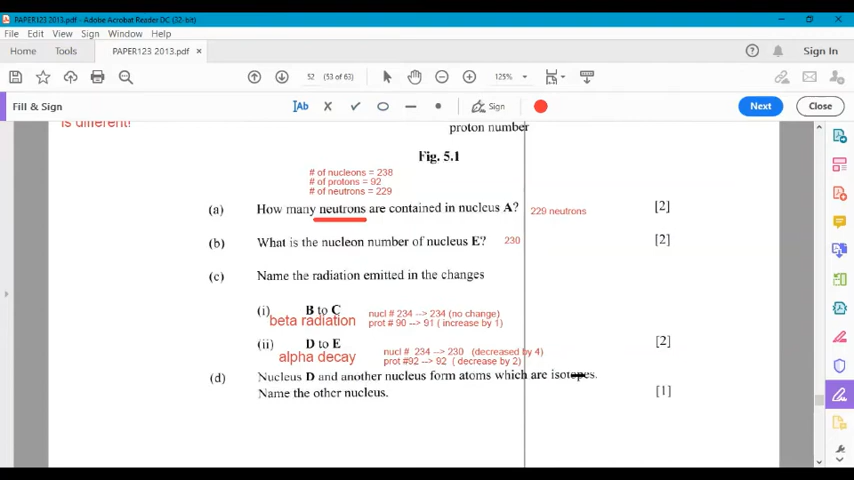 PAPER123 2013.pdf - Adobe Acrobat Reader DC (32-bit)
File Edit View Sign Window Help
Home Tools PAPER123 2013.pdf × Sign In
52 (53 of 63) 125%
Fill & Sign Ab Sign Next Close
is different!
proton number
Fig. 5.1
# of nucleons = 238
# of protons = 92
# of neutrons = 229
(a) How many neutrons are contained in nucleus A? 229 neutrons [2]
(b) What is the nucleon number of nucleus E? 230 [2]
(c) Name the radiation emitted in the changes
(i) B to C nucl # 234 --> 234 (no change)
beta radiation prot # 90 --> 91 ( increase by 1)
(ii) D to E [2]
nucl # 234 --> 230 (decreased by 4)
alpha decay prot #92 --> 92 ( decrease by 2)
(d) Nucleus D and another nucleus form atoms which are isotopes.
Name the other nucleus. [1]